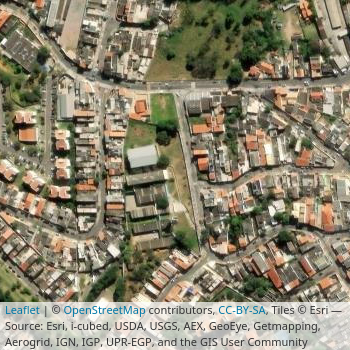 Leaflet | © OpenStreetMap contributors, CC-BY-SA, Tiles © Esri —
Source: Esri, i-cubed, USDA, USGS, AEX, GeoEye, Getmapping,
Aerogrid, IGN, IGP, UPR-EGP, and the GIS User Community